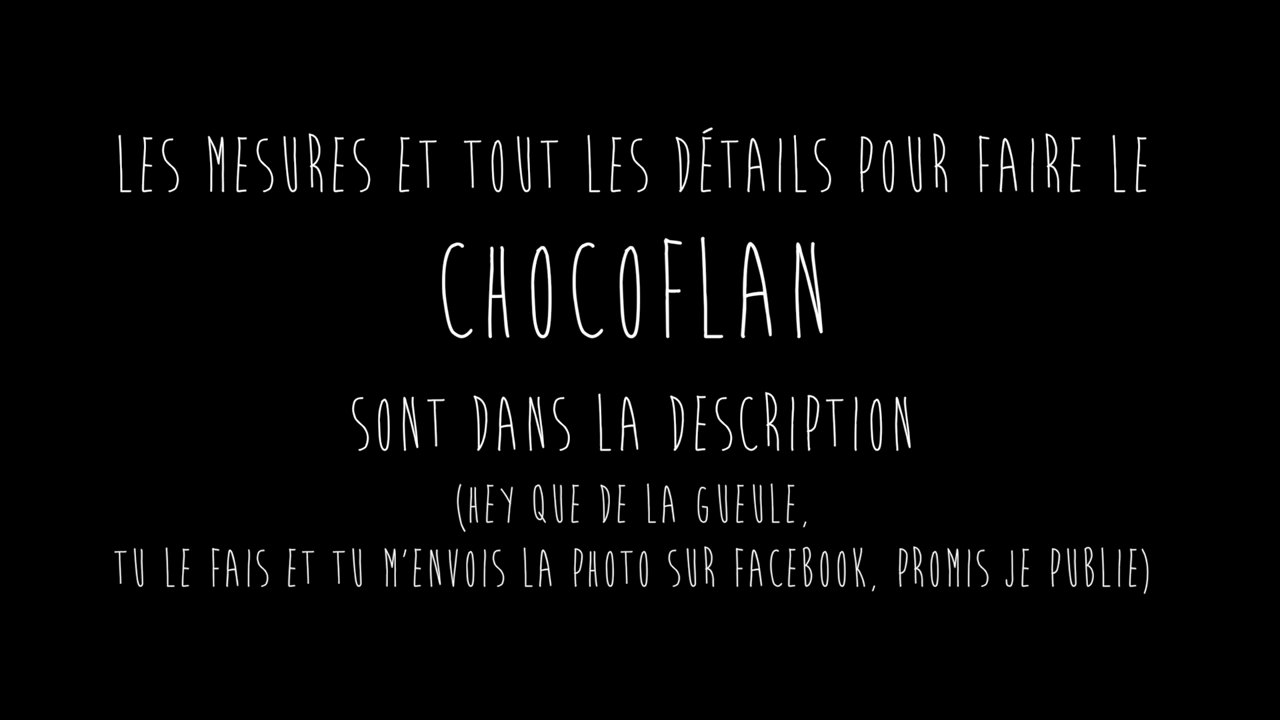 LES MESURES ET TOUT LES DÉTAILS POUR FAIRE LE
CHOCOFLAN
SONT DANS LA DESCRIPTION
(HEY QUE DE LA GUEULE,
TU LE FAIS ET TU M'ENVOIS LA PHOTO SUR FACEBOOK, PROMIS JE PUBLIE)